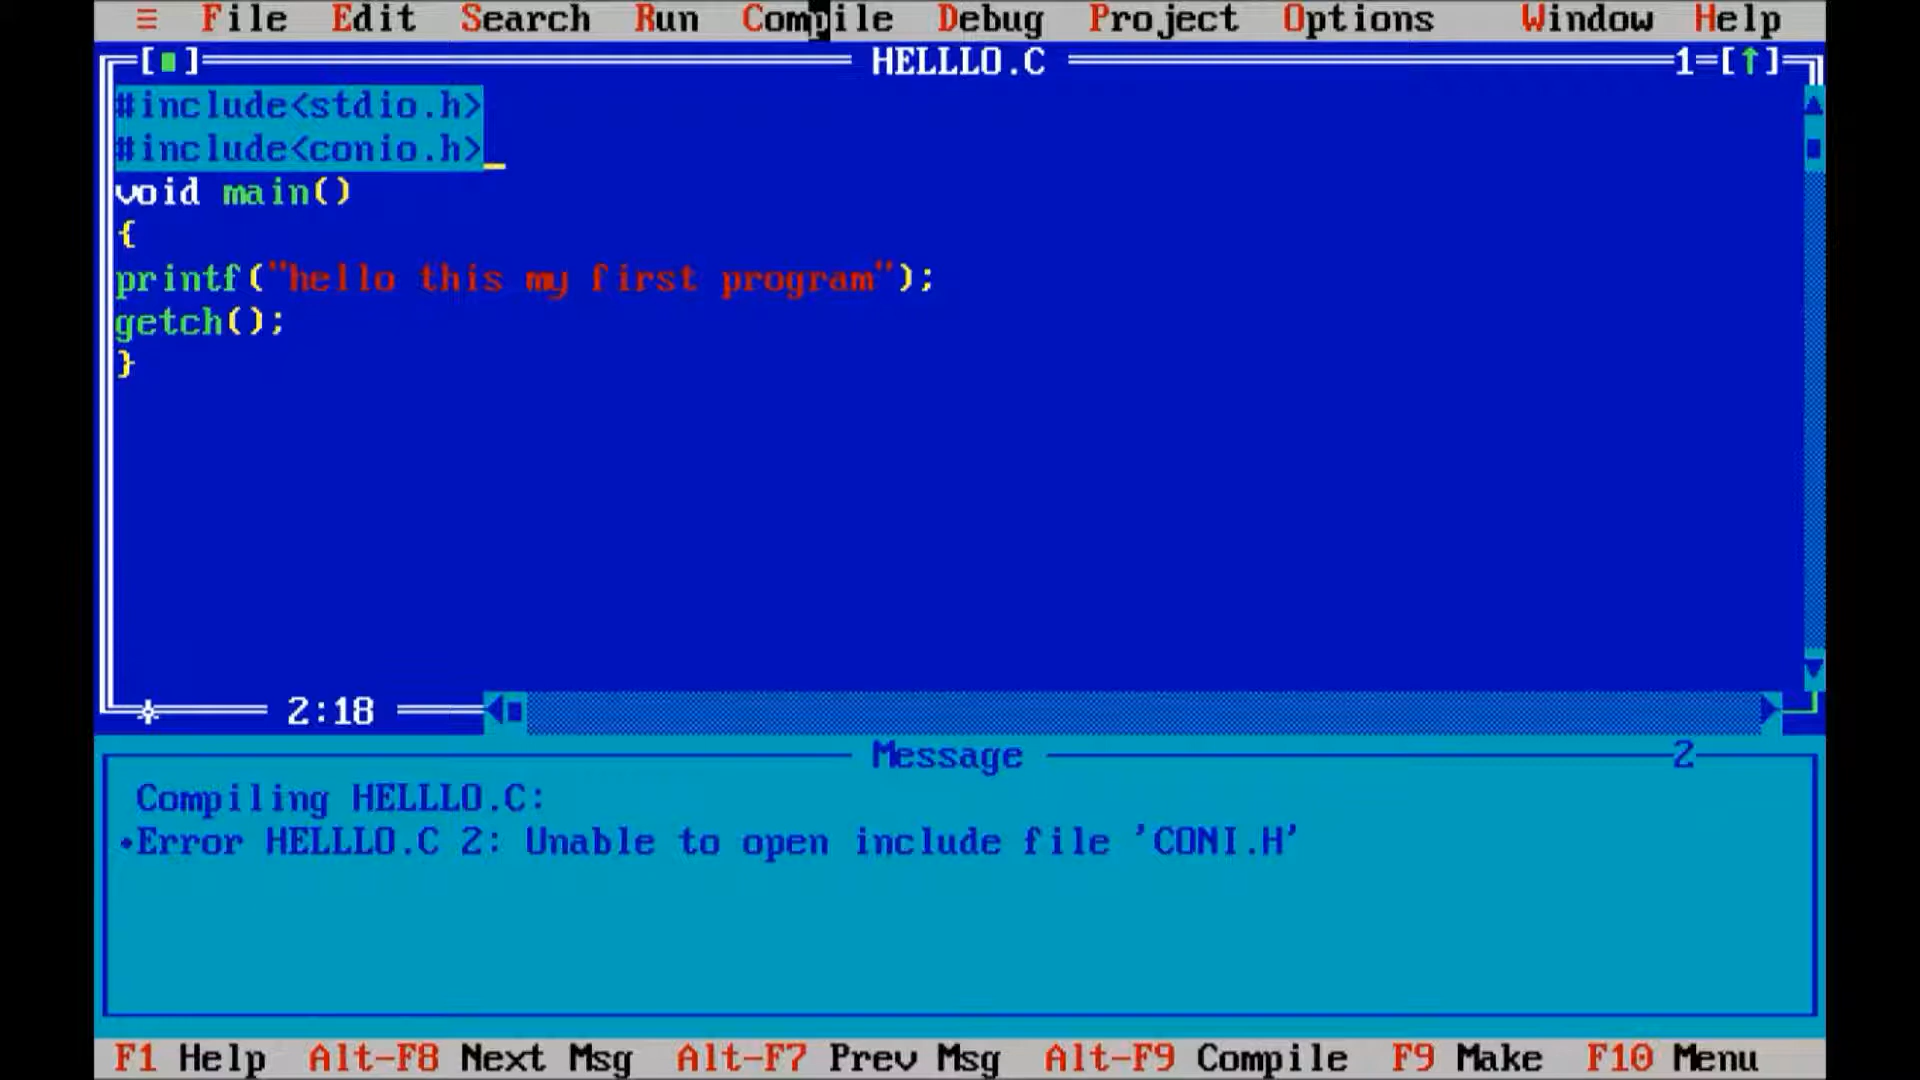 ≡ File Edit Search Run Compile Debug Project Options Window Help
[■] HELLLO.C 1=[↑]
#include<stdio.h>
#include<conio.h>
void main()
{
printf("hello this my first program");
getch();
}
2:18
Message 2
Compiling HELLLO.C:
•Error HELLLO.C 2: Unable to open include file 'CONI.H'
F1 Help Alt-F8 Next Msg Alt-F7 Prev Msg Alt-F9 Compile F9 Make F10 Menu